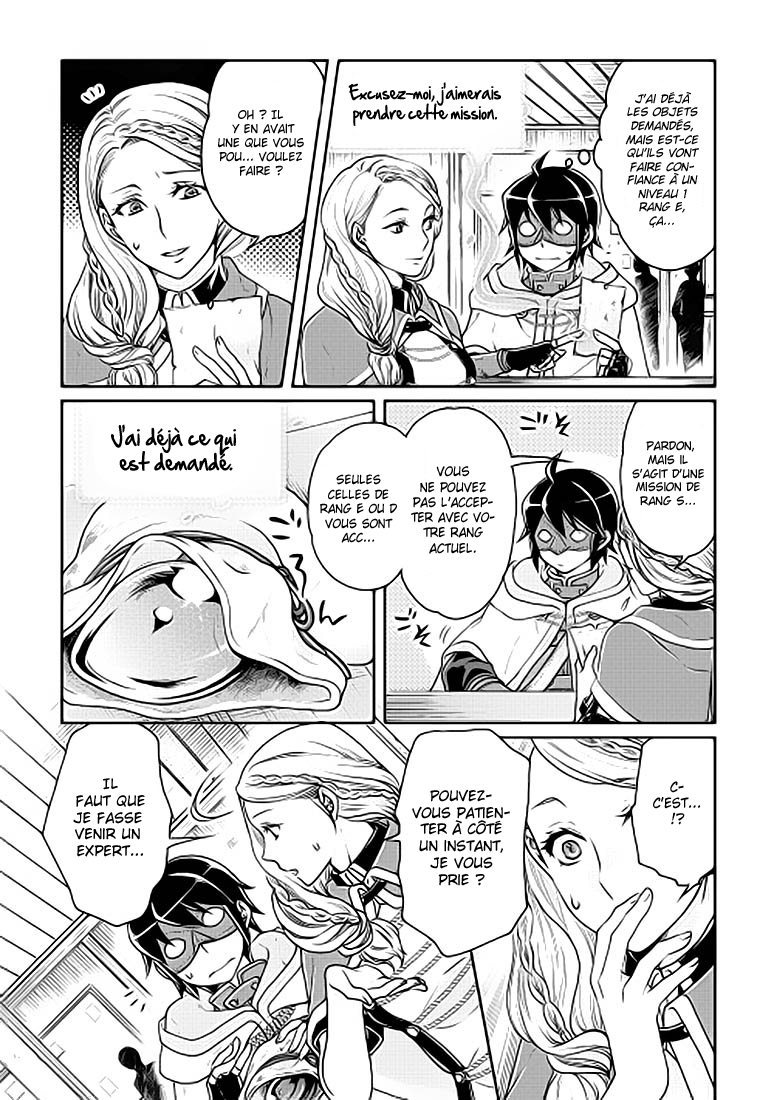 J'AI DÉJÀ
LES OBJETS
DEMANDÉS,
MAIS EST-CE
QU'ILS VONT
FAIRE CON-
FIANCE À UN
NIVEAU 1
RANG E,
ÇA...
Excusez-moi, j'aimerais
prendre cette mission.
OH ? IL
Y EN AVAIT
UNE QUE VOUS
POU... VOULEZ
FAIRE ?
PARDON,
MAIS IL
S'AGIT D'UNE
MISSION DE
RANG S...
VOUS
NE POUVEZ
PAS L'ACCEP-
TER AVEC VO-
TRE RANG
ACTUEL.
SEULES
CELLES DE
RANG E OU D
VOUS SONT
ACC...
J'ai déjà ce qui
est demandé.
C-
C'EST...
!?
POUVEZ-
VOUS PATIEN-
TER À CÔTÉ
UN INSTANT,
JE VOUS
PRIE ?
IL
FAUT QUE
JE FASSE
VENIR UN
EXPERT...